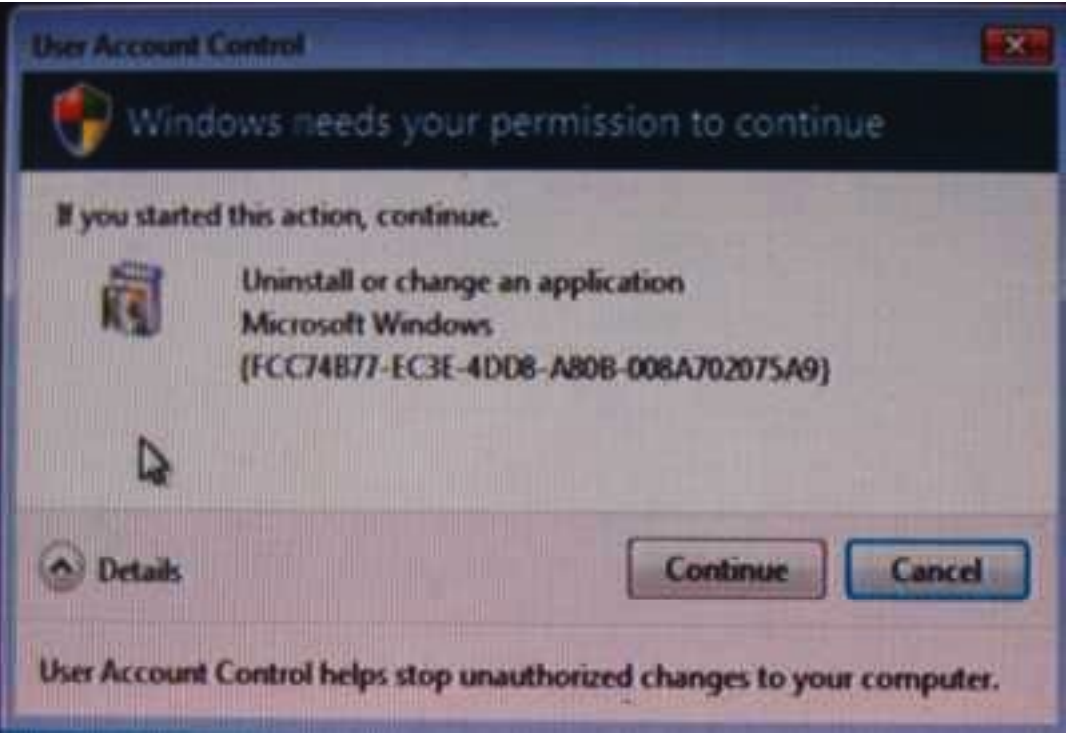 User Account Control
Windows needs your permission to continue
If you started this action, continue.
Uninstall or change an application
Microsoft Windows
{FCC74B77-EC3E-4DD8-A80B-008A702075A9}
Details
Continue
Cancel
User Account Control helps stop unauthorized changes to your computer.